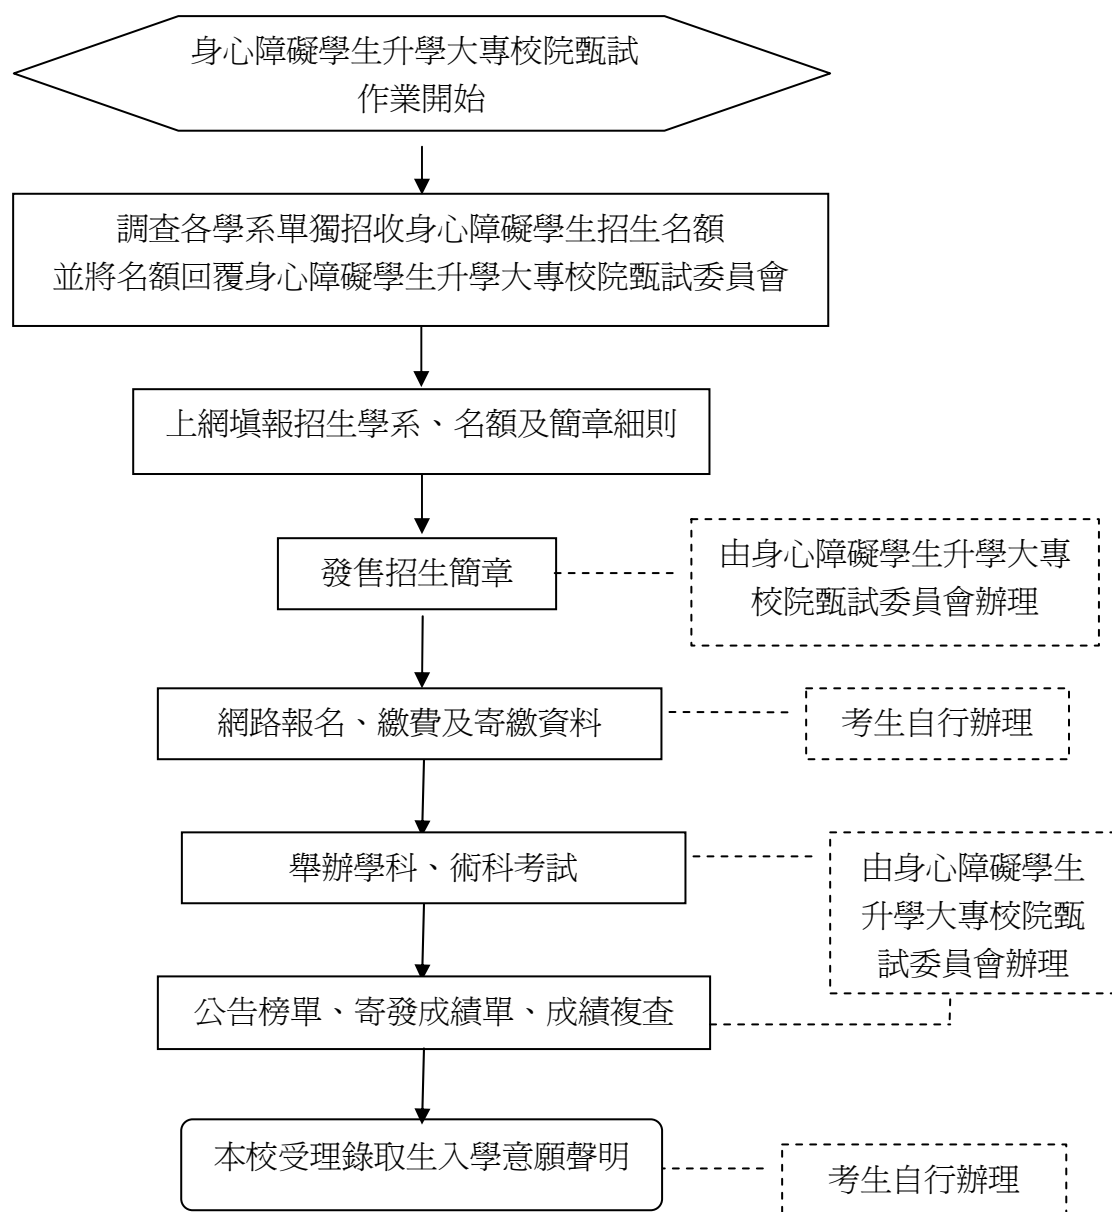 身心障礙學生升學大專校院甄試
作業開始
調查各學系單獨招收身心障礙學生招生名額
並將名額回覆身心障礙學生升學大專校院甄試委員會
上網填報招生學系、名額及簡章細則
發售招生簡章
由身心障礙學生升學大專
校院甄試委員會辦理
網路報名、繳費及寄繳資料
考生自行辦理
舉辦學科、術科考試
由身心障礙學生
升學大專校院甄
試委員會辦理
公告榜單、寄發成績單、成績複查
本校受理錄取生入學意願聲明
考生自行辦理